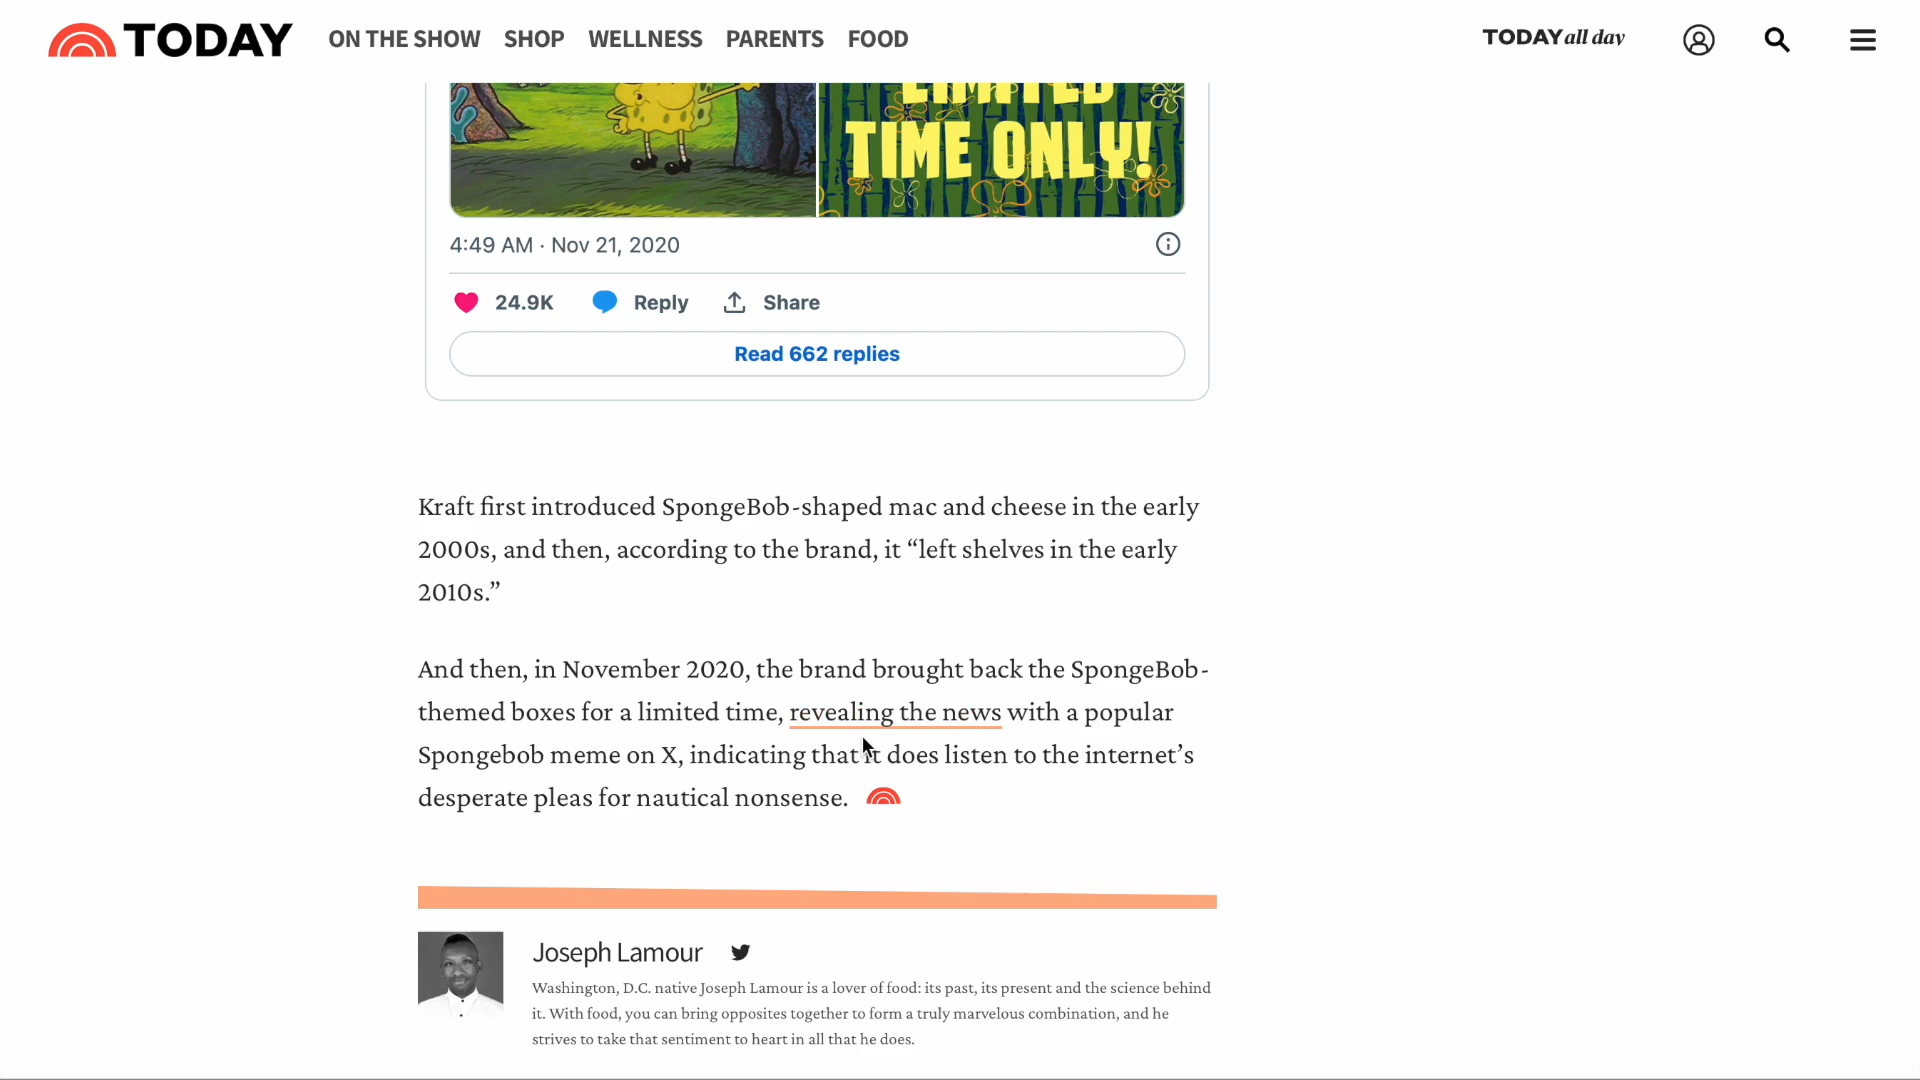 TODAY ON THE SHOW SHOP WELLNESS PARENTS FOOD TODAY all day
LIMITED
TIME ONLY!
4:49 AM · Nov 21, 2020
24.9K Reply Share
Read 662 replies
Kraft first introduced SpongeBob-shaped mac and cheese in the early
2000s, and then, according to the brand, it “left shelves in the early
2010s.”
And then, in November 2020, the brand brought back the SpongeBob-
themed boxes for a limited time, revealing the news with a popular
Spongebob meme on X, indicating that it does listen to the internet’s
desperate pleas for nautical nonsense.
Joseph Lamour
Washington, D.C. native Joseph Lamour is a lover of food: its past, its present and the science behind
it. With food, you can bring opposites together to form a truly marvelous combination, and he
strives to take that sentiment to heart in all that he does.